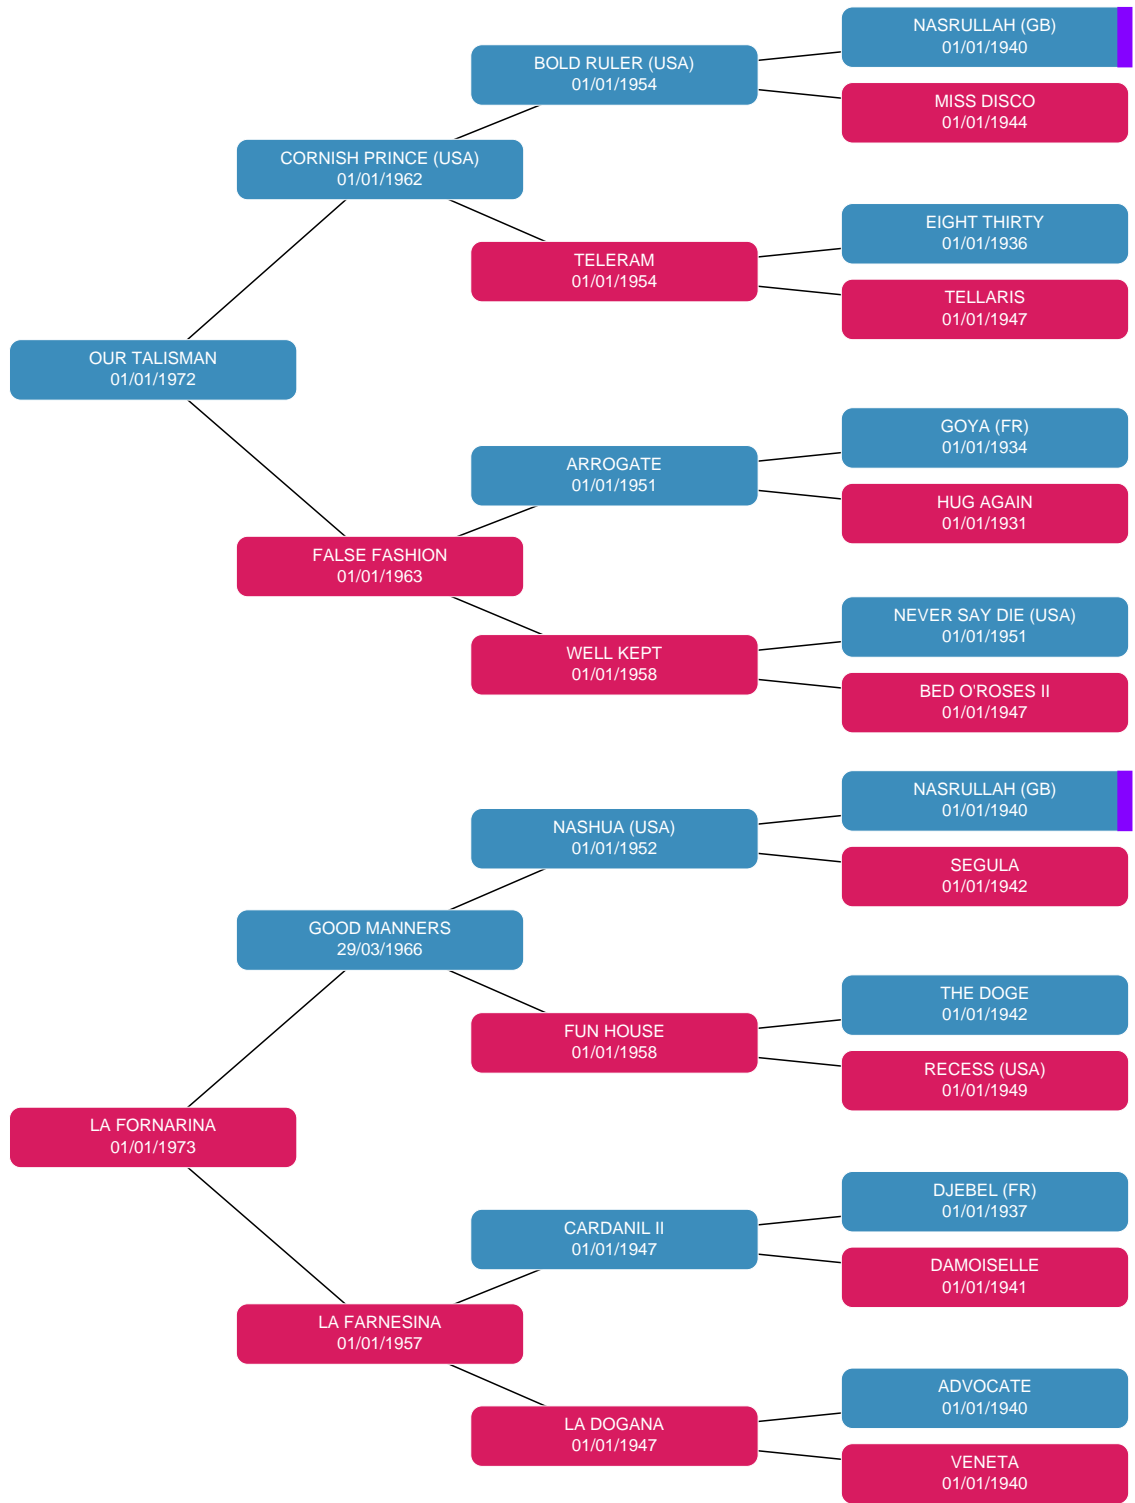 NASRULLAH (GB)
01/01/1940
BOLD RULER (USA)
01/01/1954
MISS DISCO
01/01/1944
CORNISH PRINCE (USA)
01/01/1962
EIGHT THIRTY
01/01/1936
TELERAM
01/01/1954
TELLARIS
01/01/1947
OUR TALISMAN
01/01/1972
GOYA (FR)
01/01/1934
ARROGATE
01/01/1951
HUG AGAIN
01/01/1931
FALSE FASHION
01/01/1963
NEVER SAY DIE (USA)
01/01/1951
WELL KEPT
01/01/1958
BED O'ROSES II
01/01/1947
NASRULLAH (GB)
01/01/1940
NASHUA (USA)
01/01/1952
SEGULA
01/01/1942
GOOD MANNERS
29/03/1966
THE DOGE
01/01/1942
FUN HOUSE
01/01/1958
RECESS (USA)
01/01/1949
LA FORNARINA
01/01/1973
DJEBEL (FR)
01/01/1937
CARDANIL II
01/01/1947
DAMOISELLE
01/01/1941
LA FARNESINA
01/01/1957
ADVOCATE
01/01/1940
LA DOGANA
01/01/1947
VENETA
01/01/1940